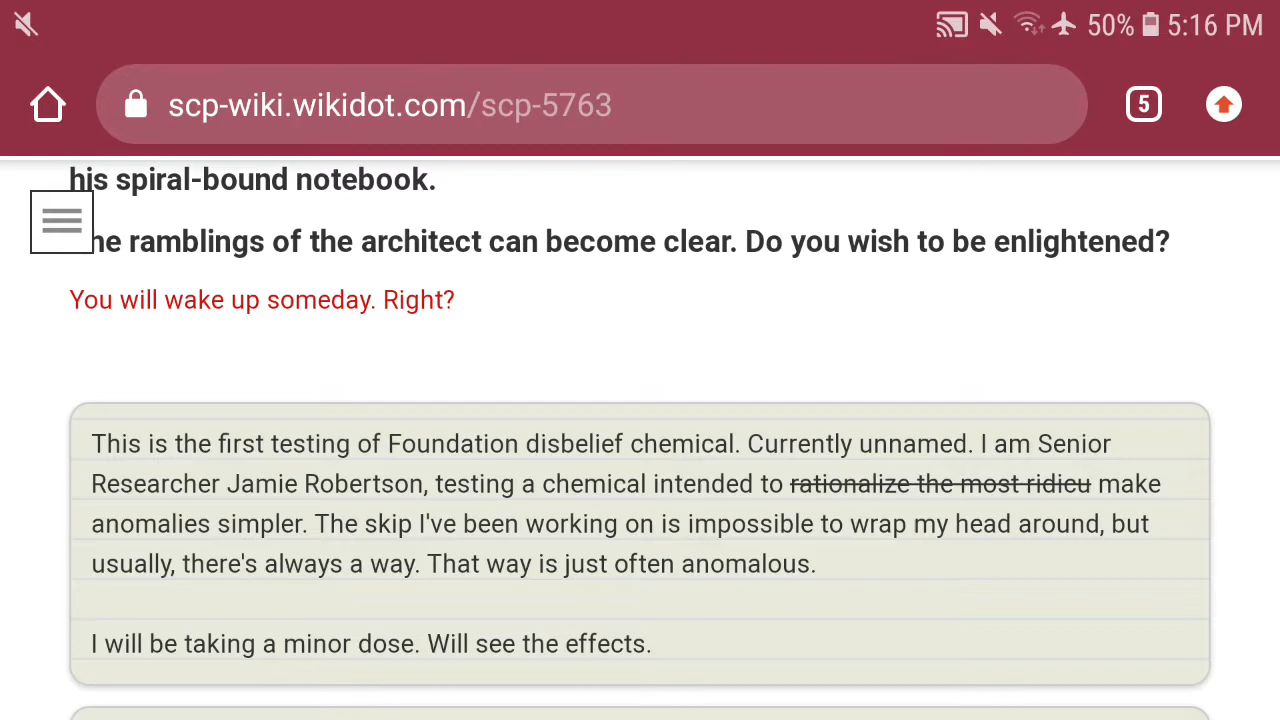 50% 5:16 PM
scp-wiki.wikidot.com/scp-5763 5
his spiral-bound notebook.
he ramblings of the architect can become clear. Do you wish to be enlightened?
You will wake up someday. Right?
This is the first testing of Foundation disbelief chemical. Currently unnamed. I am Senior
Researcher Jamie Robertson, testing a chemical intended to rationalize the most ridicu make
anomalies simpler. The skip I've been working on is impossible to wrap my head around, but
usually, there's always a way. That way is just often anomalous.
I will be taking a minor dose. Will see the effects.